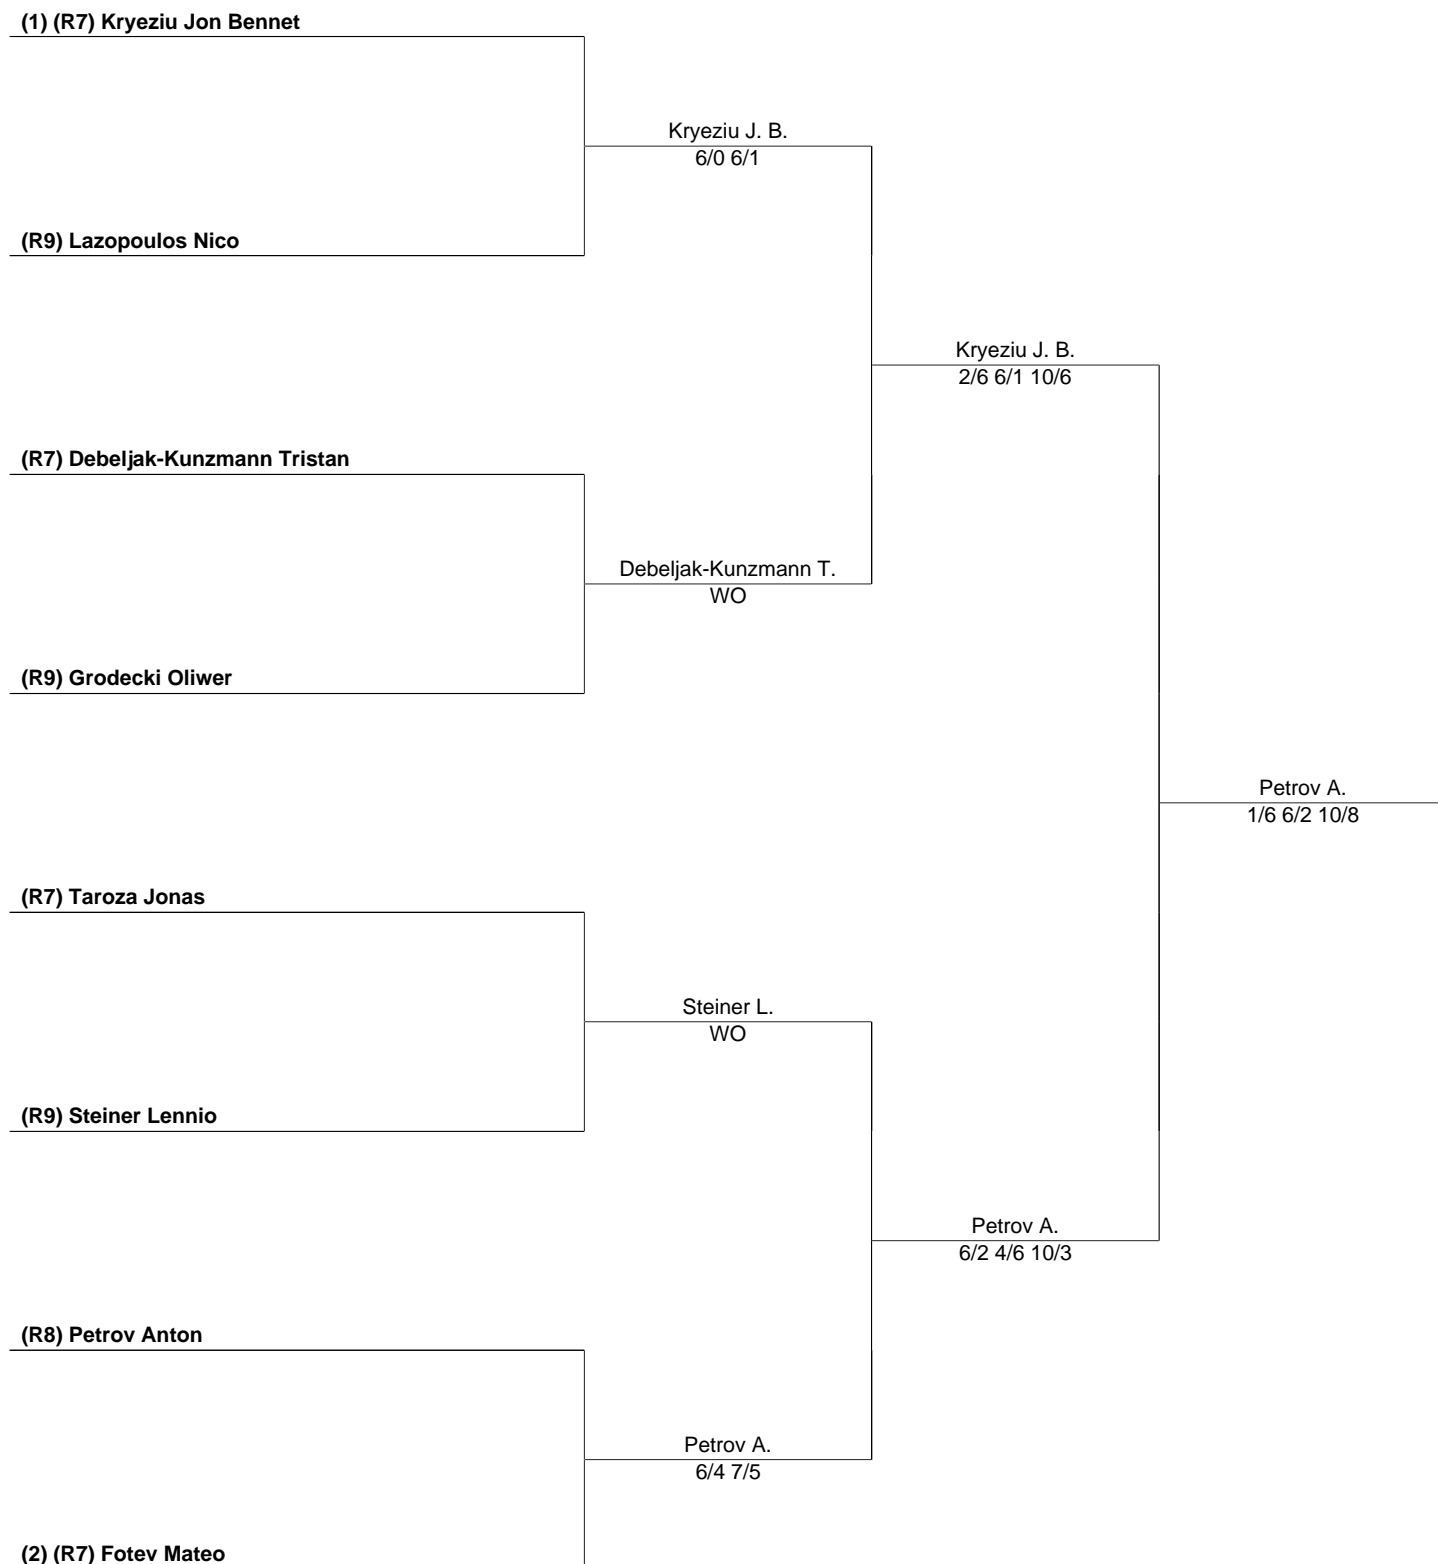 (1) (R7) Kryeziu Jon Bennet
Kryeziu J. B.
6/0 6/1
(R9) Lazopoulos Nico
Kryeziu J. B.
2/6 6/1 10/6
(R7) Debeljak-Kunzmann Tristan
Debeljak-Kunzmann T.
WO
(R9) Grodecki Oliwer
Petrov A.
1/6 6/2 10/8
(R7) Taroza Jonas
Steiner L.
WO
(R9) Steiner Lennio
Petrov A.
6/2 4/6 10/3
(R8) Petrov Anton
Petrov A.
6/4 7/5
(2) (R7) Fotev Mateo